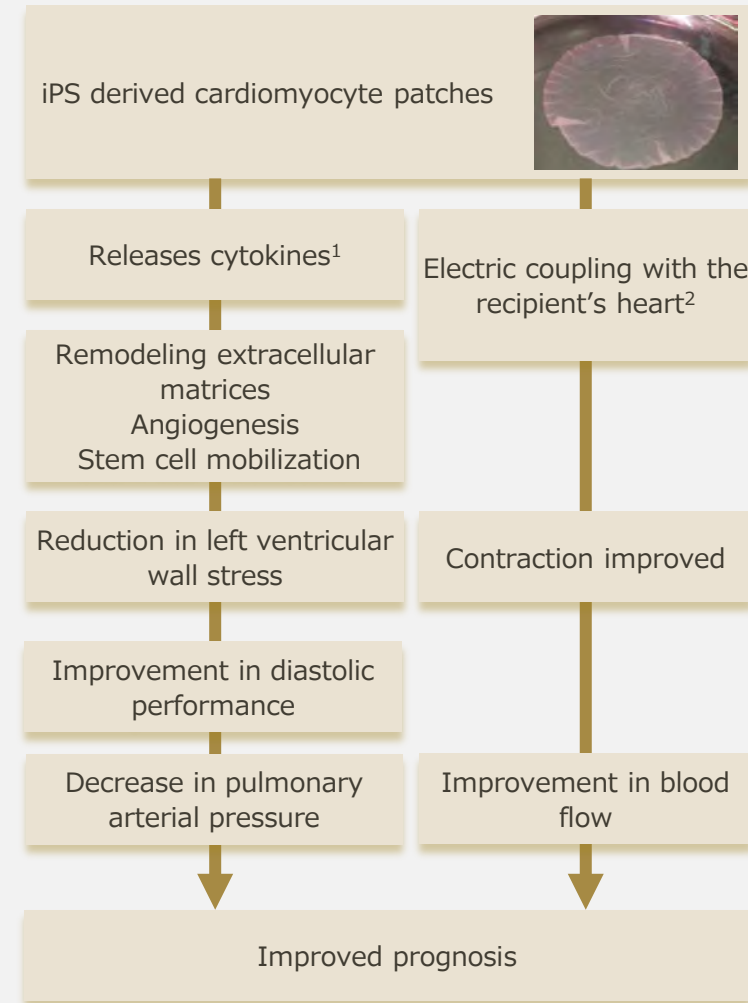 iPS derived cardiomyocyte patches
Releases cytokines¹
Electric coupling with the
recipient's heart²
Remodeling extracellular
matrices
Angiogenesis
Stem cell mobilization
Reduction in left ventricular
wall stress
Contraction improved
Improvement in diastolic
performance
Decrease in pulmonary
arterial pressure
Improvement in blood
flow
Improved prognosis